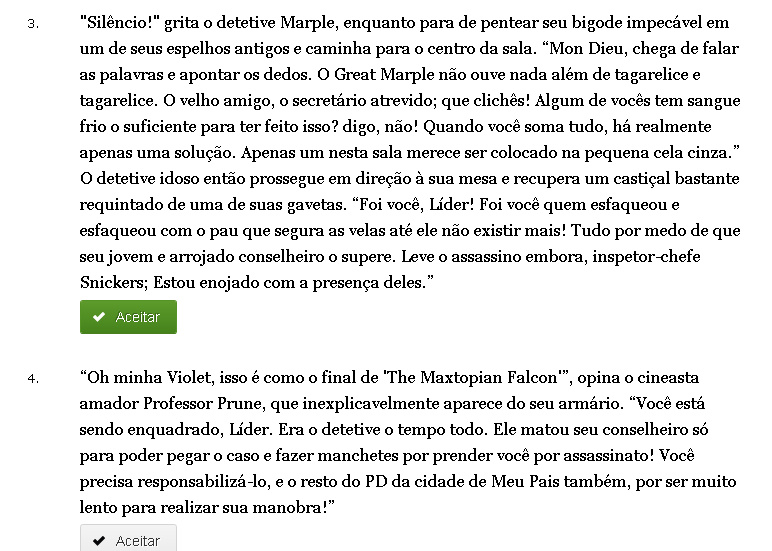 3. "Silêncio!" grita o detetive Marple, enquanto para de pentear seu bigode impecável em
um de seus espelhos antigos e caminha para o centro da sala. “Mon Dieu, chega de falar
as palavras e apontar os dedos. O Great Marple não ouve nada além de tagarelice e
tagarelice. O velho amigo, o secretário atrevido; que clichês! Algum de vocês tem sangue
frio o suficiente para ter feito isso? digo, não! Quando você soma tudo, há realmente
apenas uma solução. Apenas um nesta sala merece ser colocado na pequena cela cinza.”
O detetive idoso então prossegue em direção à sua mesa e recupera um castiçal bastante
requintado de uma de suas gavetas. “Foi você, Líder! Foi você quem esfaqueou e
esfaqueou com o pau que segura as velas até ele não existir mais! Tudo por medo de que
seu jovem e arrojado conselheiro o supere. Leve o assassino embora, inspetor-chefe
Snickers; Estou enojado com a presença deles.”
Aceitar
4. “Oh minha Violet, isso é como o final de 'The Maxtopian Falcon'”, opina o cineasta
amador Professor Prune, que inexplicavelmente aparece do seu armário. “Você está
sendo enquadrado, Líder. Era o detetive o tempo todo. Ele matou seu conselheiro só
para poder pegar o caso e fazer manchetes por prender você por assassinato! Você
precisa responsabilizá-lo, e o resto do PD da cidade de Meu Pais também, por ser muito
lento para realizar sua manobra!”
Aceitar